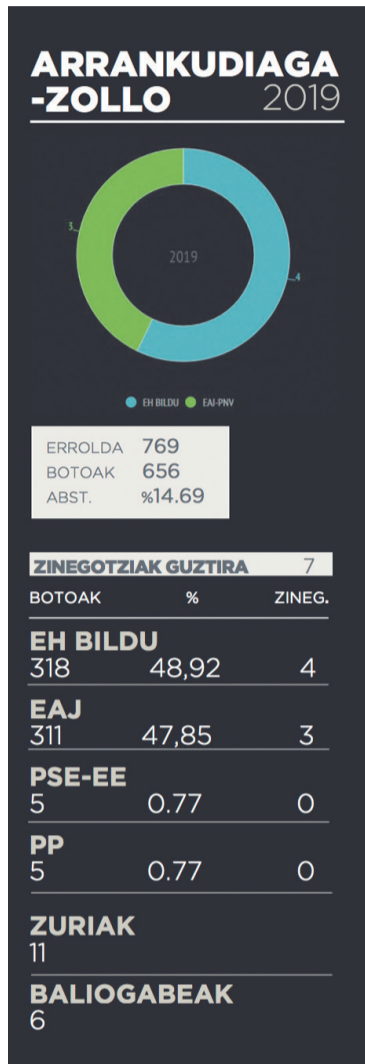 ARRANKUDIAGA
-ZOLLO 2019
3
2019
4
EH BILDU EAJ-PNV
ERROLDA 769
BOTOAK 656
ABST. %14.69
ZINEGOTZIAK GUZTIRA 7
BOTOAK % ZINEG.
EH BILDU
318 48,92 4
EAJ
311 47,85 3
PSE-EE
5 0.77 0
PP
5 0.77 0
ZURIAK
11
BALIOGABEAK
6